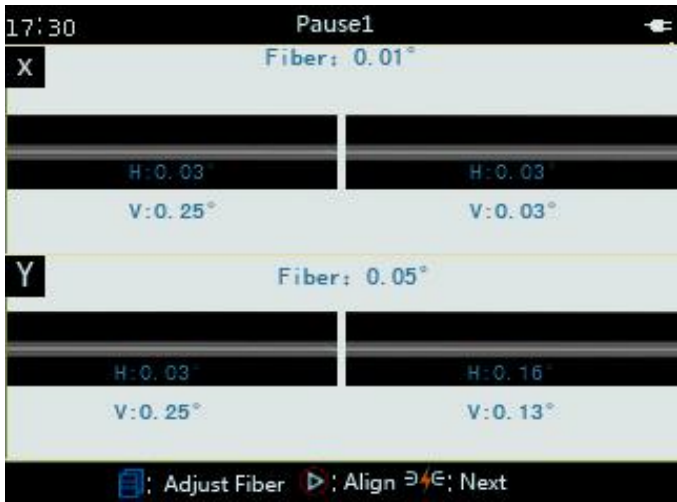 17:30 Pause1
X Fiber: 0.01°
H:0.03° H:0.03°
V:0.25° V:0.03°
Y Fiber: 0.05°
H:0.03° H:0.16°
V:0.25° V:0.13°
: Adjust Fiber : Align : Next